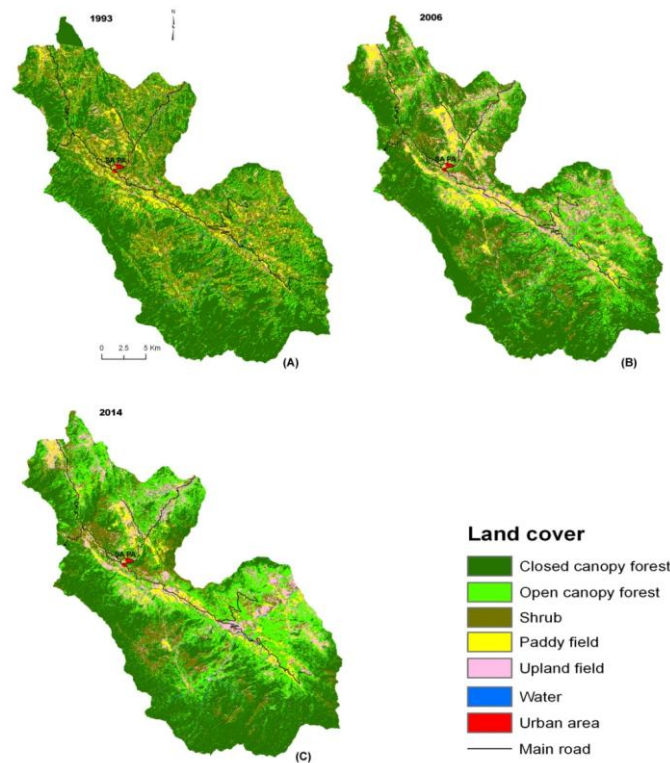 1993
2006
SA PA
SA PA
0 2.5 5 Km
(A)
(B)
2014
SA PA
(C)
Land cover
Closed canopy forest
Open canopy forest
Shrub
Paddy field
Upland field
Water
Urban area
Main road